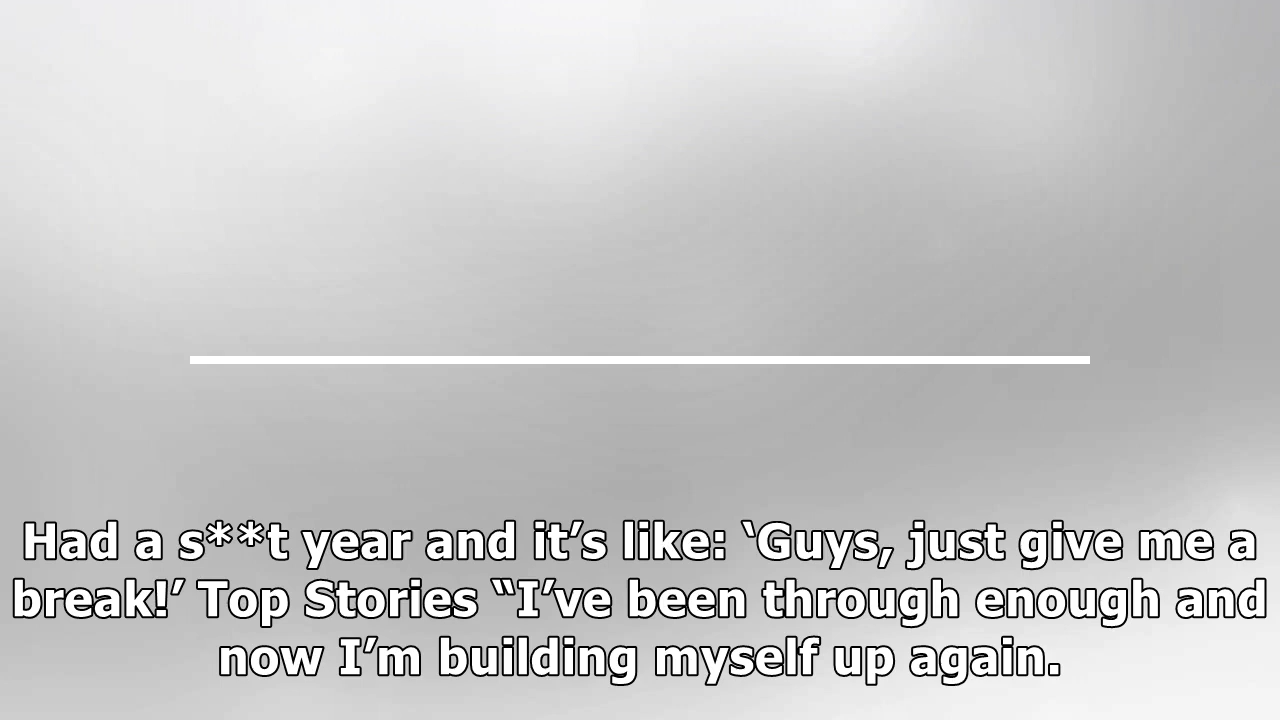 Had a s**t year and it’s like: ‘Guys, just give me a
break!’ Top Stories “I’ve been through enough and
now I’m building myself up again.